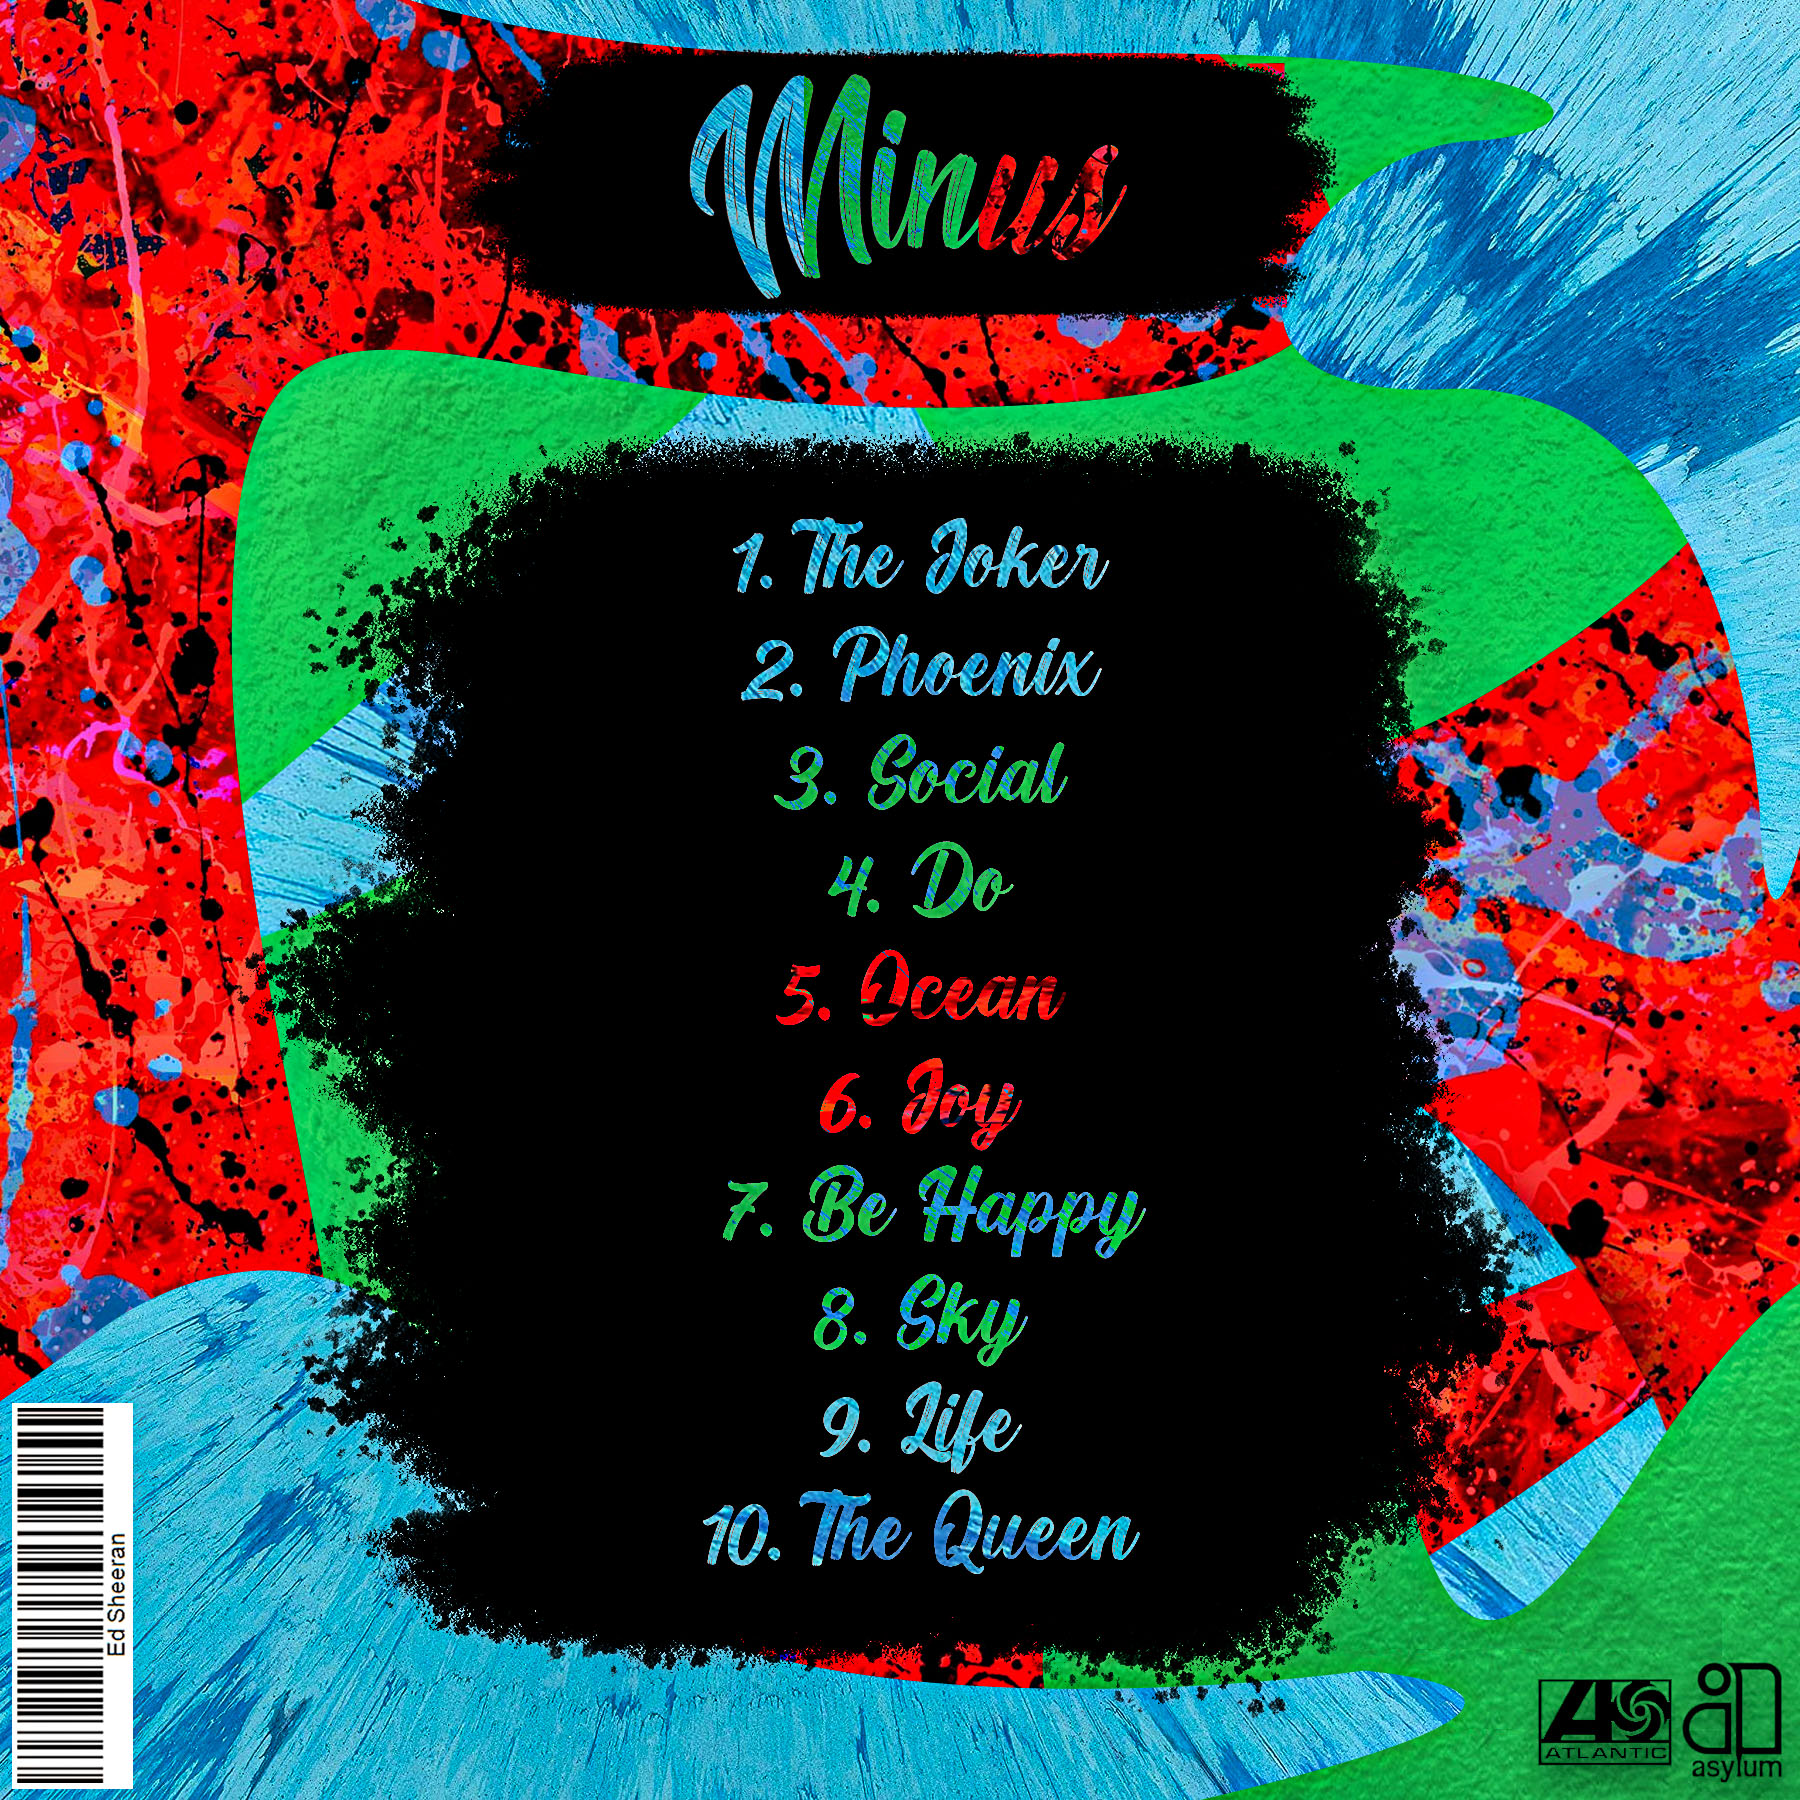 Minus
1. The Joker
2. Phoenix
3. Social
4. Do
5. Ocean
6. Joy
7. Be Happy
8. Sky
9. Life
10. The Queen
Ed Sheeran
ATLANTIC
asylum